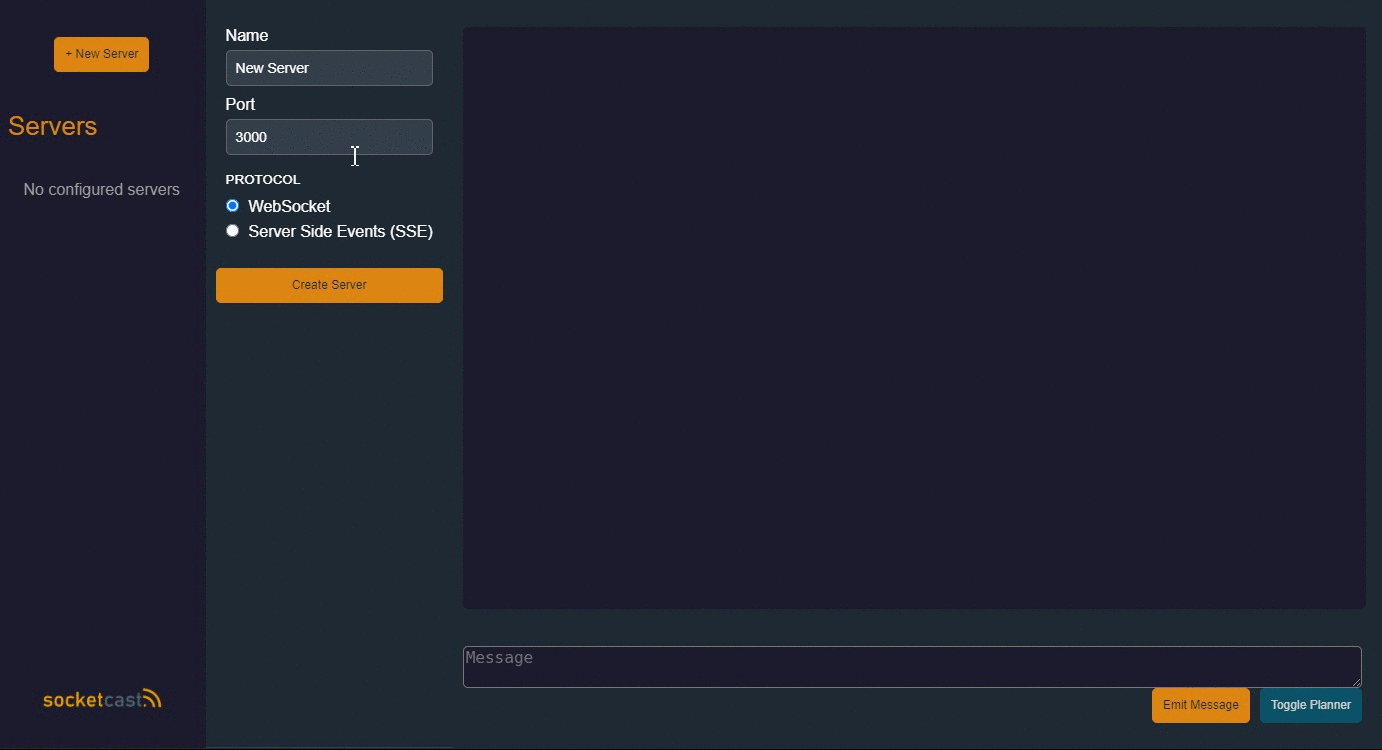 + New Server
Servers
No configured servers
socketcast
Name
New Server
Port
3000
PROTOCOL
WebSocket
Server Side Events (SSE)
Create Server
Message
Emit Message
Toggle Planner